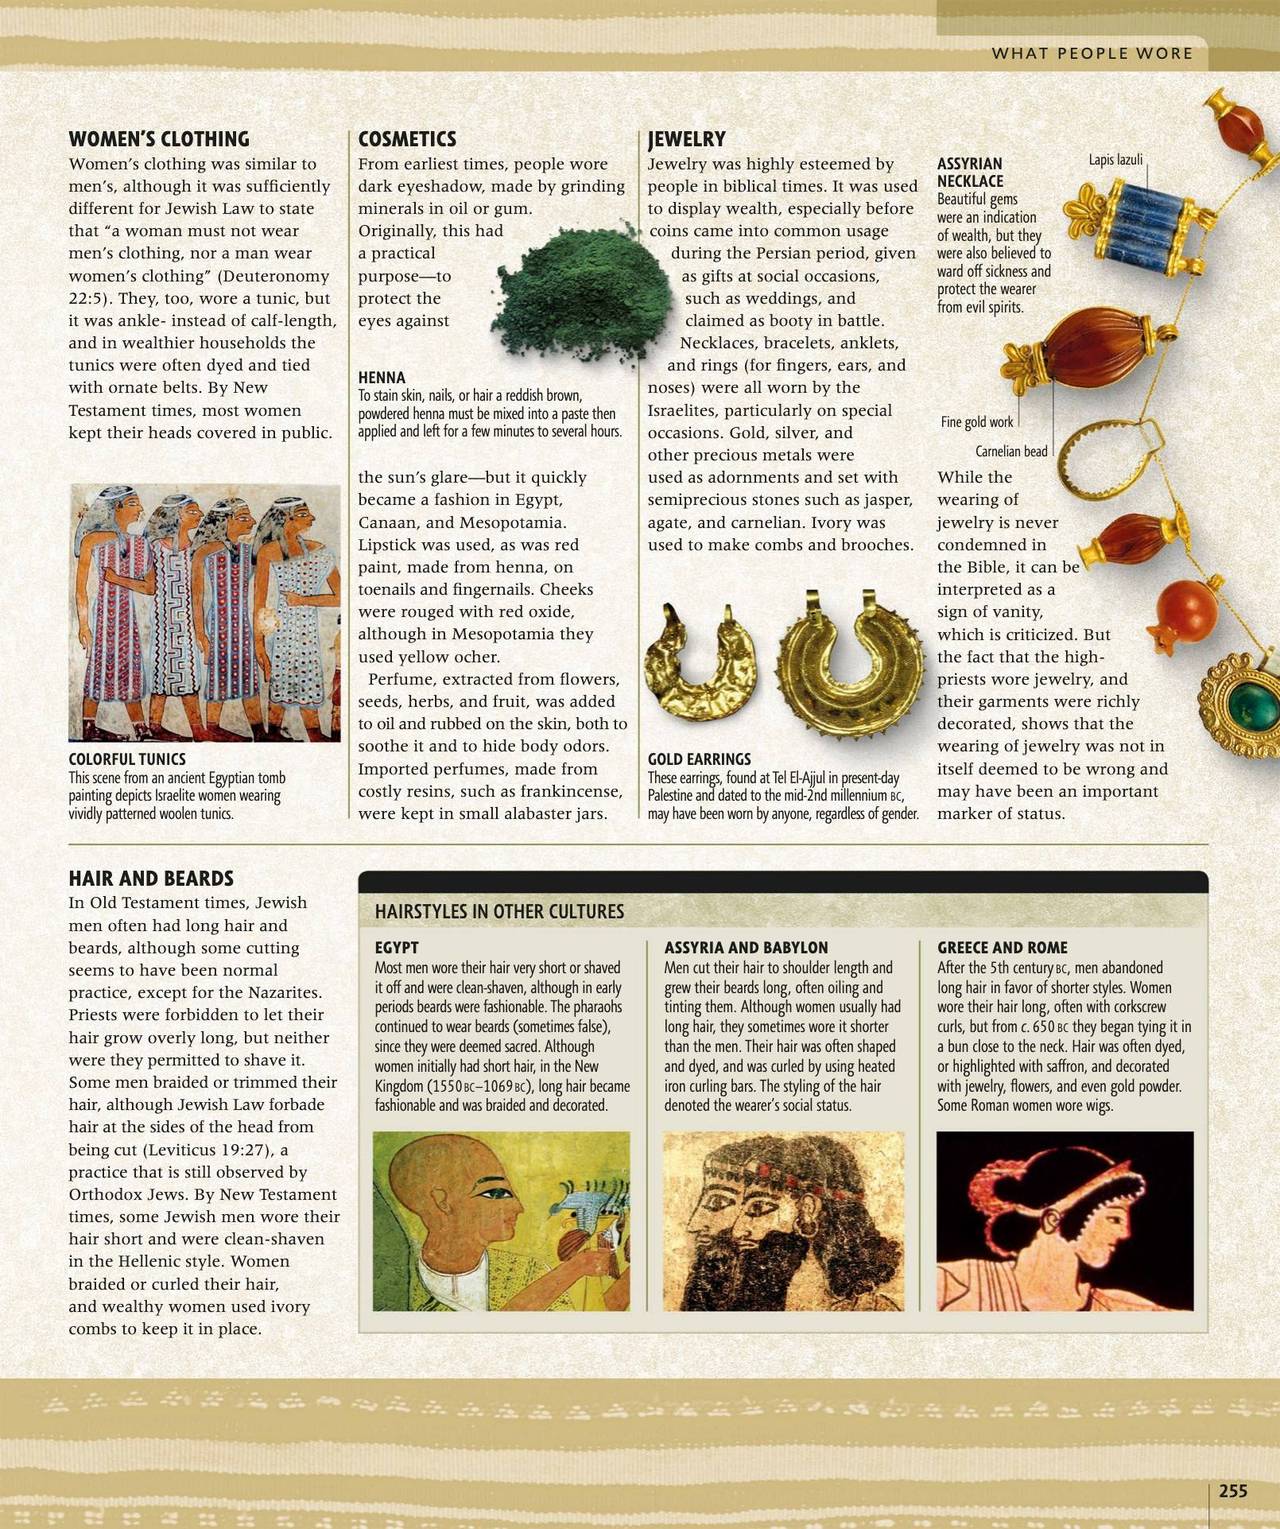 WHAT PEOPLE WORE
WOMEN'S CLOTHING
Women's clothing was similar to
men's, although it was sufficiently
different for Jewish Law to state
that “a woman must not wear
men's clothing, nor a man wear
women's clothing” (Deuteronomy
22:5). They, too, wore a tunic, but
it was ankle- instead of calf-length,
and in wealthier households the
tunics were often dyed and tied
with ornate belts. By New
Testament times, most women
kept their heads covered in public.
COLORFUL TUNICS
This scene from an ancient Egyptian tomb
painting depicts Israelite women wearing
vividly patterned woolen tunics.
COSMETICS
From earliest times, people wore
dark eyeshadow, made by grinding
minerals in oil or gum.
Originally, this had
a practical
purpose—to
protect the
eyes against
HENNA
To stain skin, nails, or hair a reddish brown,
powdered henna must be mixed into a paste then
applied and left for a few minutes to several hours.
the sun's glare—but it quickly
became a fashion in Egypt,
Canaan, and Mesopotamia.
Lipstick was used, as was red
paint, made from henna, on
toenails and fingernails. Cheeks
were rouged with red oxide,
although in Mesopotamia they
used yellow ocher.
Perfume, extracted from flowers,
seeds, herbs, and fruit, was added
to oil and rubbed on the skin, both to
soothe it and to hide body odors.
Imported perfumes, made from
costly resins, such as frankincense,
were kept in small alabaster jars.
JEWELRY
Jewelry was highly esteemed by
people in biblical times. It was used
to display wealth, especially before
coins came into common usage
during the Persian period, given
as gifts at social occasions,
such as weddings, and
claimed as booty in battle.
Necklaces, bracelets, anklets,
and rings (for fingers, ears, and
noses) were all worn by the
Israelites, particularly on special
occasions. Gold, silver, and
other precious metals were
used as adornments and set with
semiprecious stones such as jasper,
agate, and carnelian. Ivory was
used to make combs and brooches.
GOLD EARRINGS
These earrings, found at Tel El-Ajjul in present-day
Palestine and dated to the mid-2nd millennium BC,
may have been worn by anyone, regardless of gender.
ASSYRIAN
NECKLACE
Beautiful gems
were an indication
of wealth, but they
were also believed to
ward off sickness and
protect the wearer
from evil spirits.
Lapis lazuli
Fine gold work
Carnelian bead
While the
wearing of
jewelry is never
condemned in
the Bible, it can be
interpreted as a
sign of vanity,
which is criticized. But
the fact that the high-
priests wore jewelry, and
their garments were richly
decorated, shows that the
wearing of jewelry was not in
itself deemed to be wrong and
may have been an important
marker of status.
HAIR AND BEARDS
In Old Testament times, Jewish
men often had long hair and
beards, although some cutting
seems to have been normal
practice, except for the Nazarites.
Priests were forbidden to let their
hair grow overly long, but neither
were they permitted to shave it.
Some men braided or trimmed their
hair, although Jewish Law forbade
hair at the sides of the head from
being cut (Leviticus 19:27), a
practice that is still observed by
Orthodox Jews. By New Testament
times, some Jewish men wore their
hair short and were clean-shaven
in the Hellenic style. Women
braided or curled their hair,
and wealthy women used ivory
combs to keep it in place.
HAIRSTYLES IN OTHER CULTURES
EGYPT
Most men wore their hair very short or shaved
it off and were clean-shaven, although in early
periods beards were fashionable. The pharaohs
continued to wear beards (sometimes false),
since they were deemed sacred. Although
women initially had short hair, in the New
Kingdom (1550 BC–1069 BC), long hair became
fashionable and was braided and decorated.
ASSYRIA AND BABYLON
Men cut their hair to shoulder length and
grew their beards long, often oiling and
tinting them. Although women usually had
long hair, they sometimes wore it shorter
than the men. Their hair was often shaped
and dyed, and was curled by using heated
iron curling bars. The styling of the hair
denoted the wearer's social status.
GREECE AND ROME
After the 5th century BC, men abandoned
long hair in favor of shorter styles. Women
wore their hair long, often with corkscrew
curls, but from c. 650 BC they began tying it in
a bun close to the neck. Hair was often dyed,
or highlighted with saffron, and decorated
with jewelry, flowers, and even gold powder.
Some Roman women wore wigs.
255